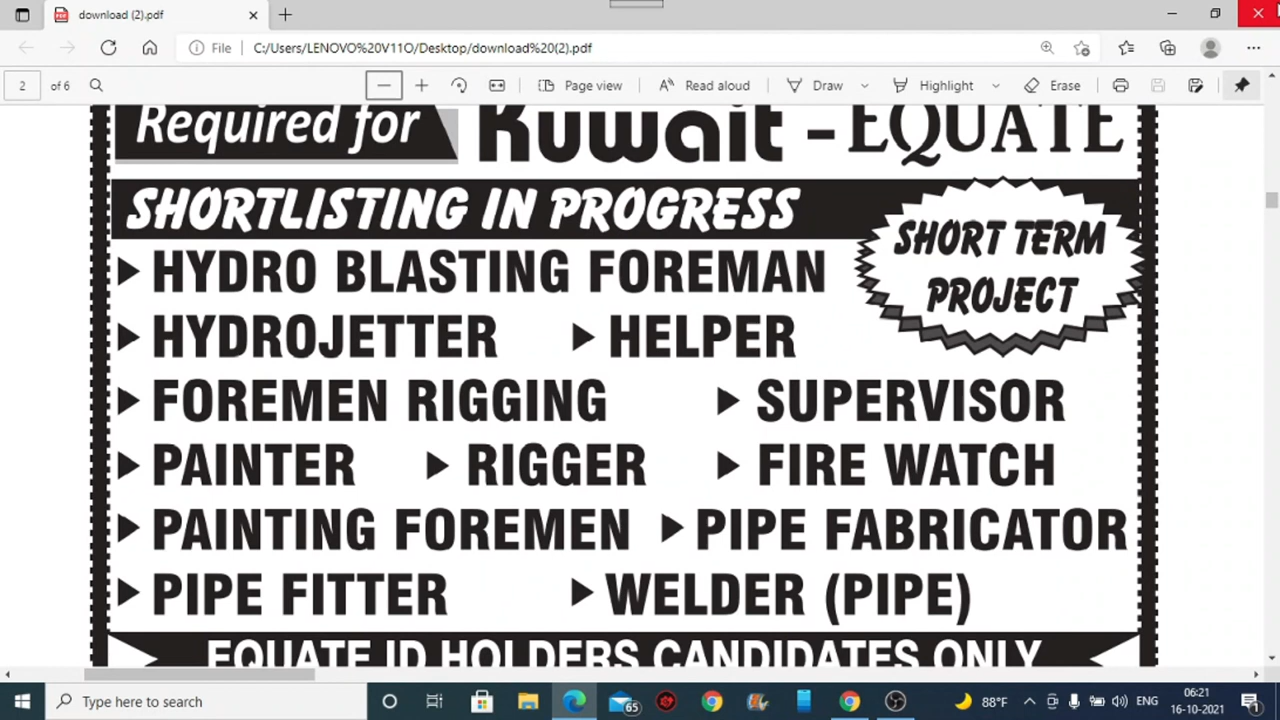 download (2).pdf
File C:/Users/LENOVO%20V11O/Desktop/download%20(2).pdf
2 of 6 Page view Read aloud Draw Highlight Erase
Required for Kuwait - EQUATE
SHORTLISTING IN PROGRESS
SHORT TERM
PROJECT
HYDRO BLASTING FOREMAN
HYDROJETTER HELPER
FOREMEN RIGGING SUPERVISOR
PAINTER RIGGER FIRE WATCH
PAINTING FOREMEN PIPE FABRICATOR
PIPE FITTER WELDER (PIPE)
EQUATE ID HOLDERS CANDIDATES ONLY
Type here to search 65 88°F ENG 06:21
16-10-2021 1